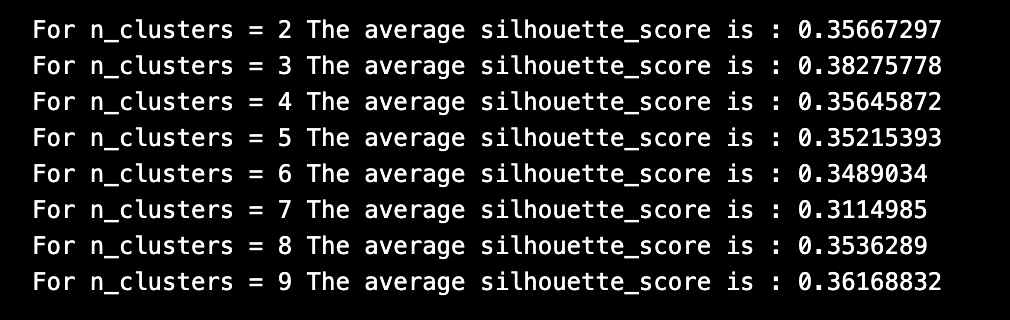 For n_clusters = 2 The average silhouette_score is : 0.35667297
For n_clusters = 3 The average silhouette_score is : 0.38275778
For n_clusters = 4 The average silhouette_score is : 0.35645872
For n_clusters = 5 The average silhouette_score is : 0.35215393
For n_clusters = 6 The average silhouette_score is : 0.3489034
For n_clusters = 7 The average silhouette_score is : 0.3114985
For n_clusters = 8 The average silhouette_score is : 0.3536289
For n_clusters = 9 The average silhouette_score is : 0.36168832